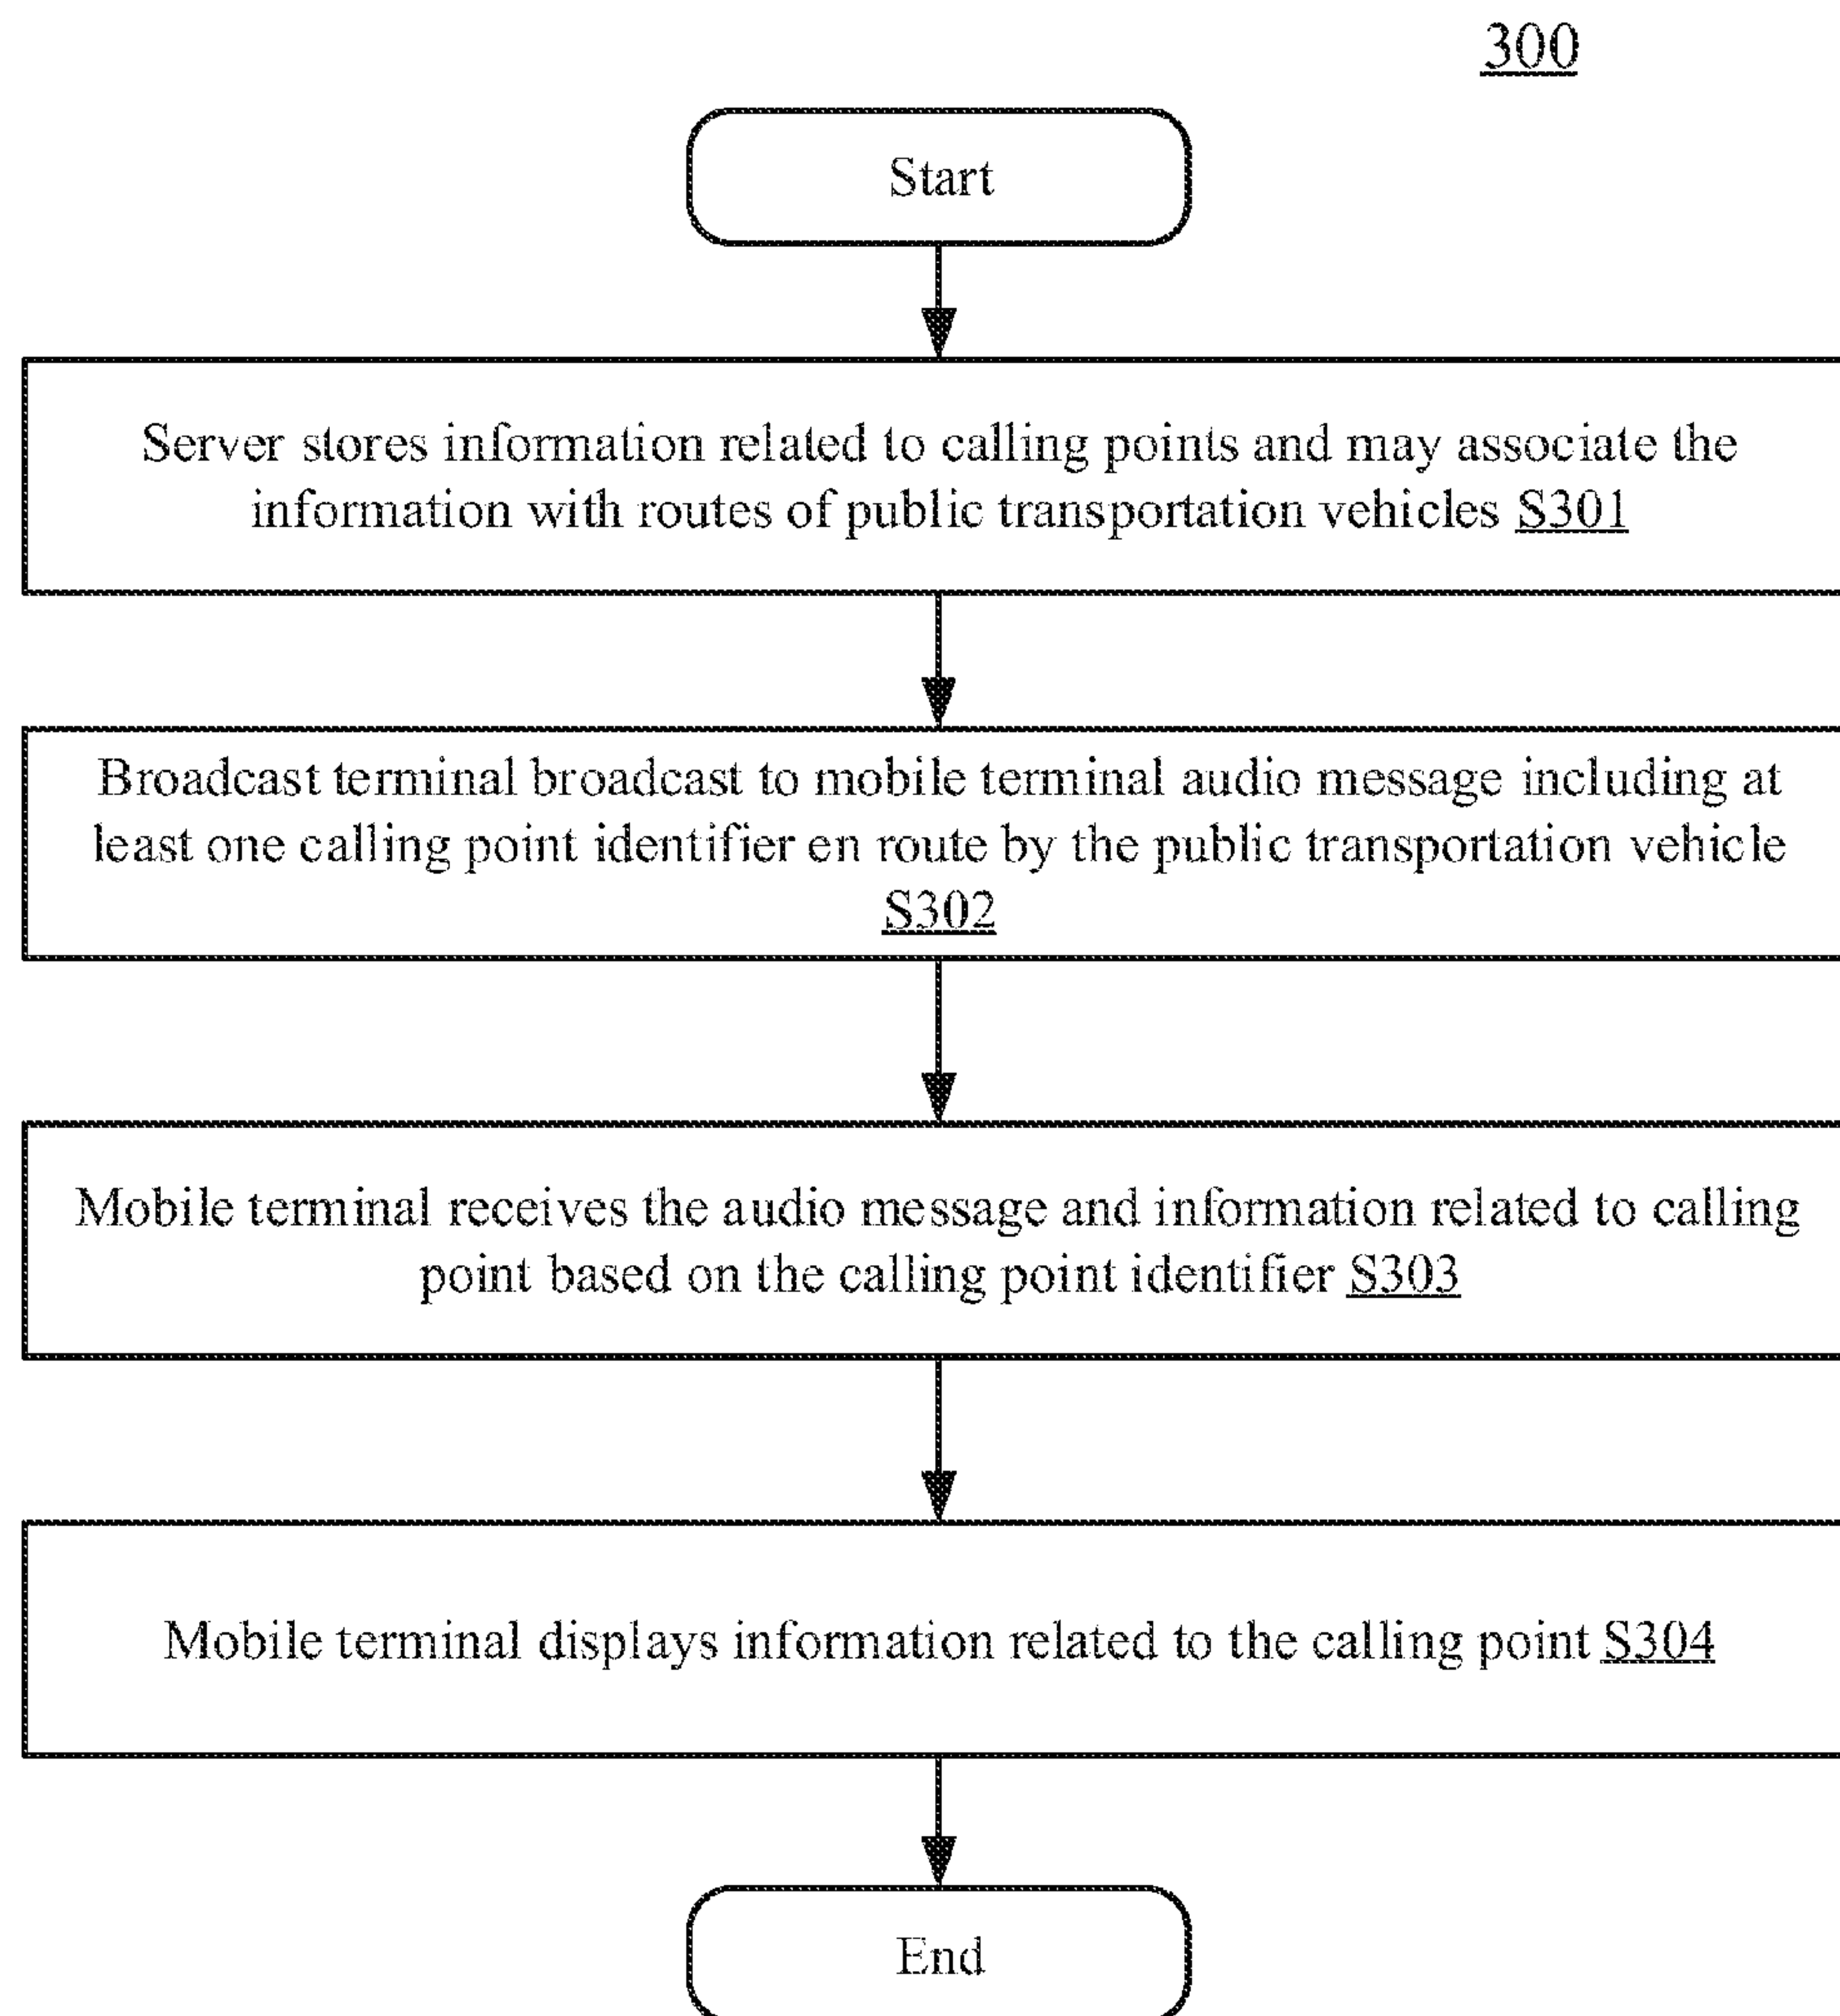 300
Start
Server stores information related to calling points and may associate the
information with routes of public transportation vehicles S301
Broadcast terminal broadcast to mobile terminal audio message including at
least one calling point identifier en route by the public transportation vehicle
S302
Mobile terminal receives the audio message and information related to calling
point based on the calling point identifier S303
Mobile terminal displays information related to the calling point S304
End